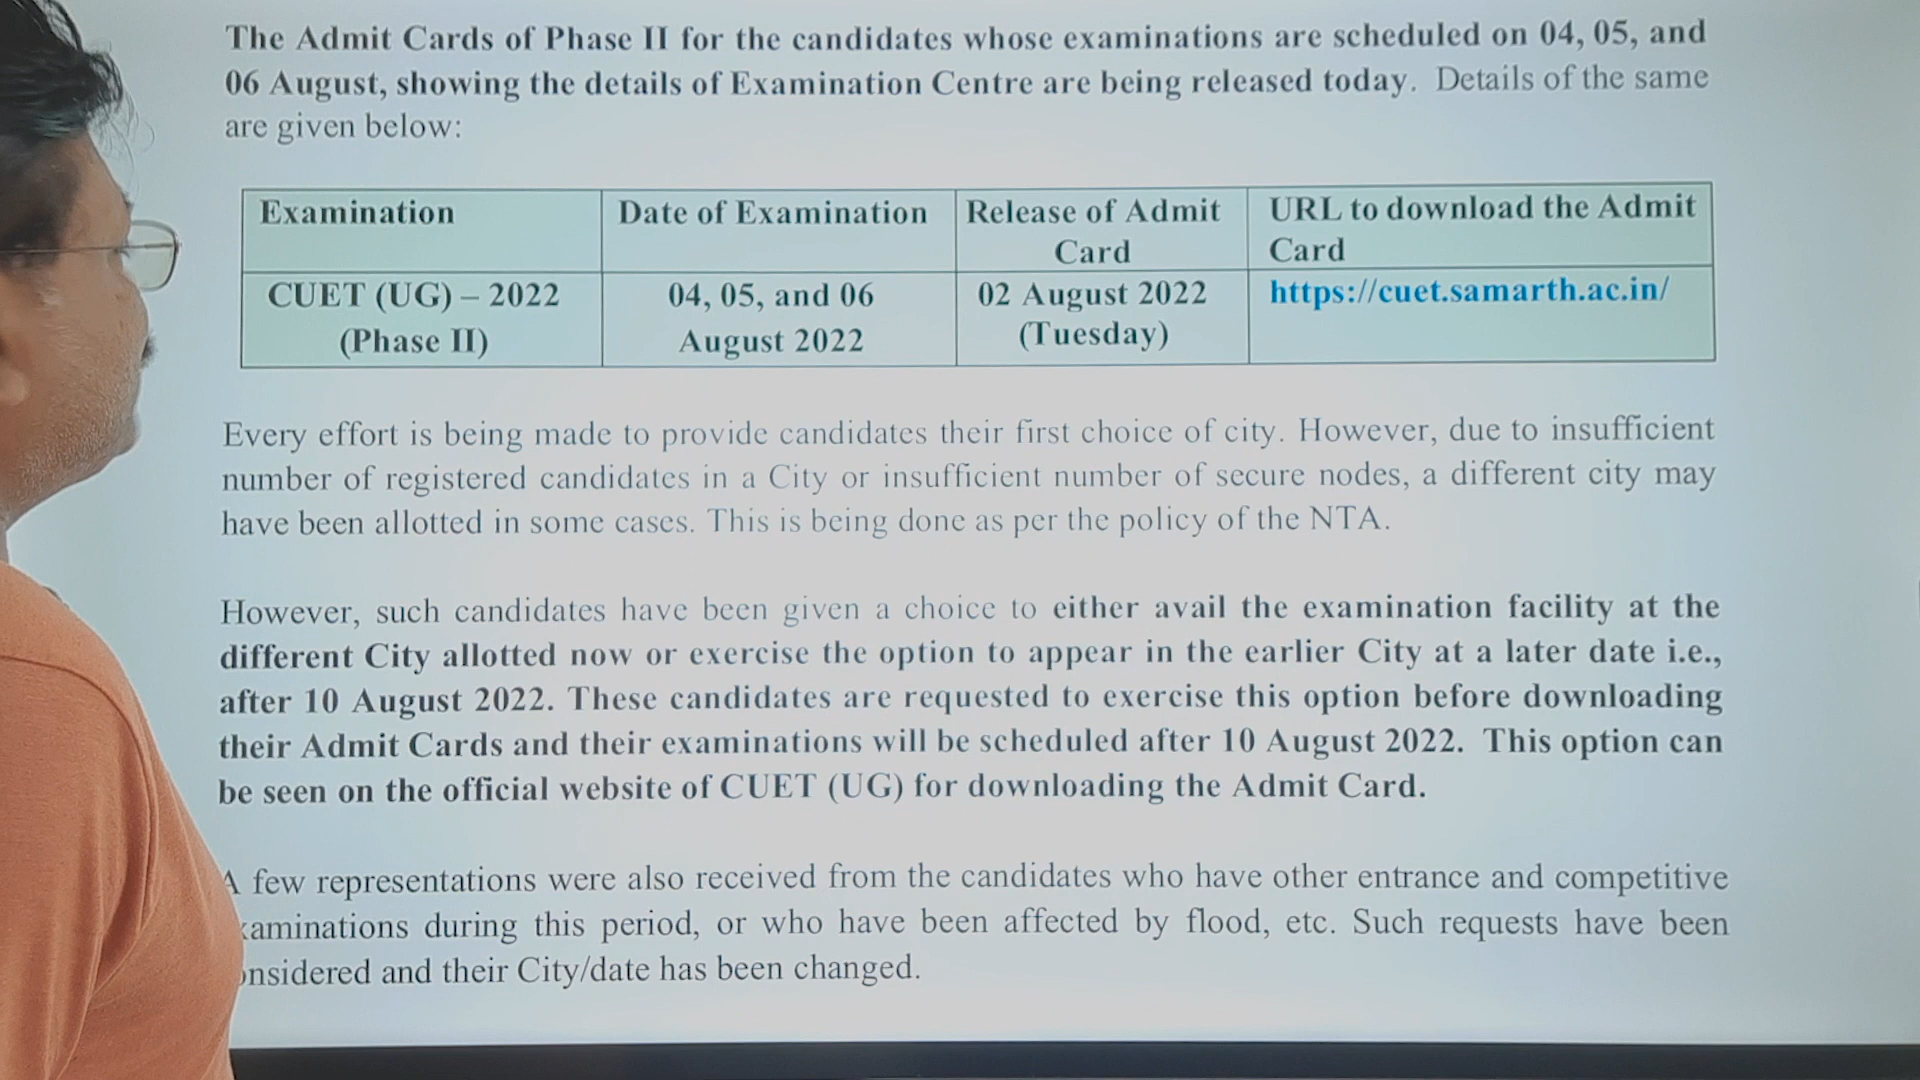 The Admit Cards of Phase II for the candidates whose examinations are scheduled on 04, 05, and
06 August, showing the details of Examination Centre are being released today. Details of the same
are given below:
Examination
Date of Examination
Release of Admit
Card
URL to download the Admit
Card
CUET (UG) – 2022
(Phase II)
04, 05, and 06
August 2022
02 August 2022
(Tuesday)
https://cuet.samarth.ac.in/
Every effort is being made to provide candidates their first choice of city. However, due to insufficient
number of registered candidates in a City or insufficient number of secure nodes, a different city may
have been allotted in some cases. This is being done as per the policy of the NTA.
However, such candidates have been given a choice to either avail the examination facility at the
different City allotted now or exercise the option to appear in the earlier City at a later date i.e.,
after 10 August 2022. These candidates are requested to exercise this option before downloading
their Admit Cards and their examinations will be scheduled after 10 August 2022. This option can
be seen on the official website of CUET (UG) for downloading the Admit Card.
A few representations were also received from the candidates who have other entrance and competitive
aminations during this period, or who have been affected by flood, etc. Such requests have been
nsidered and their City/date has been changed.